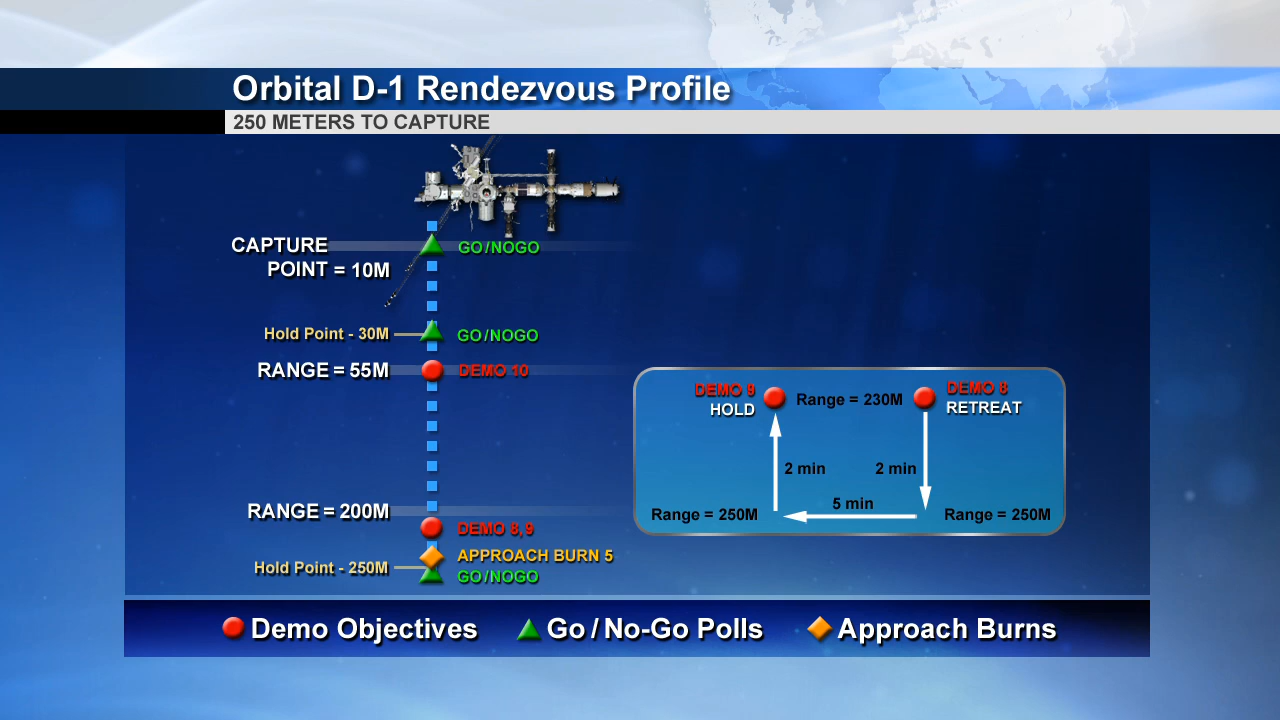 Orbital D-1 Rendezvous Profile
250 METERS TO CAPTURE
CAPTURE
POINT = 10M
GO/NOGO
Hold Point - 30M
GO/NOGO
RANGE = 55M
DEMO 10
DEMO 9
HOLD
Range = 230M
DEMO 8
RETREAT
2 min
2 min
5 min
Range = 250M
Range = 250M
RANGE = 200M
DEMO 8,9
APPROACH BURN 5
Hold Point - 250M
GO/NOGO
Demo Objectives
Go / No-Go Polls
Approach Burns